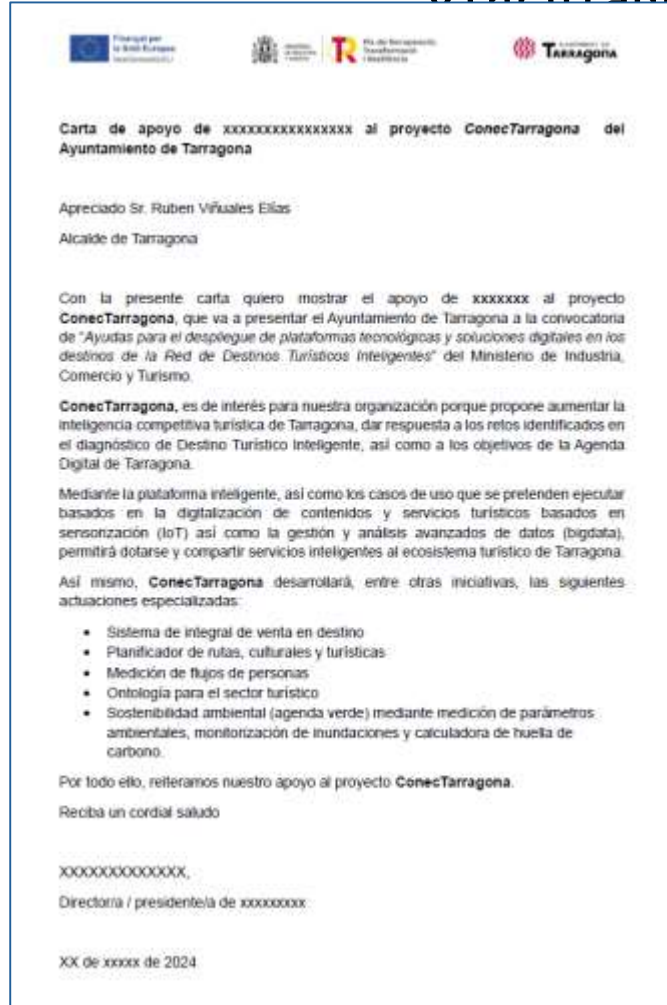 Finançat per
la Unió Europea
Pla de Recuperació,
Transformació
i Resiliència
TARRAGONA
Carta de apoyo de xxxxxxxxxxxxxxxx al proyecto ConecTarragona del
Ayuntamiento de Tarragona
Apreciado Sr. Ruben Viñuales Elías
Alcalde de Tarragona
Con la presente carta quiero mostrar el apoyo de xxxxxxx al proyecto
ConecTarragona, que va a presentar el Ayuntamiento de Tarragona a la convocatoria
de "Ayudas para el despliegue de plataformas tecnológicas y soluciones digitales en los
destinos de la Red de Destinos Turísticos Inteligentes" del Ministerio de Industria,
Comercio y Turismo.
ConecTarragona, es de interés para nuestra organización porque propone aumentar la
inteligencia competitiva turística de Tarragona, dar respuesta a los retos identificados en
el diagnóstico de Destino Turístico Inteligente, así como a los objetivos de la Agenda
Digital de Tarragona.
Mediante la plataforma inteligente, así como los casos de uso que se pretenden ejecutar
basados en la digitalización de contenidos y servicios turísticos basados en
sensorización (IoT) así como la gestión y análisis avanzados de datos (bigdata),
permitirá dotarse y compartir servicios inteligentes al ecosistema turístico de Tarragona.
Así mismo, ConecTarragona desarrollará, entre otras iniciativas, las siguientes
actuaciones especializadas:
• Sistema de integral de venta en destino
• Planificador de rutas, culturales y turísticas
• Medición de flujos de personas
• Ontología para el sector turístico
• Sostenibilidad ambiental (agenda verde) mediante medición de parámetros
ambientales, monitorización de inundaciones y calculadora de huella de
carbono.
Por todo ello, reiteramos nuestro apoyo al proyecto ConecTarragona.
Reciba un cordial saludo
XXXXXXXXXXXXX,
Director/a / presidente/a de xxxxxxxxx
XX de xxxxx de 2024